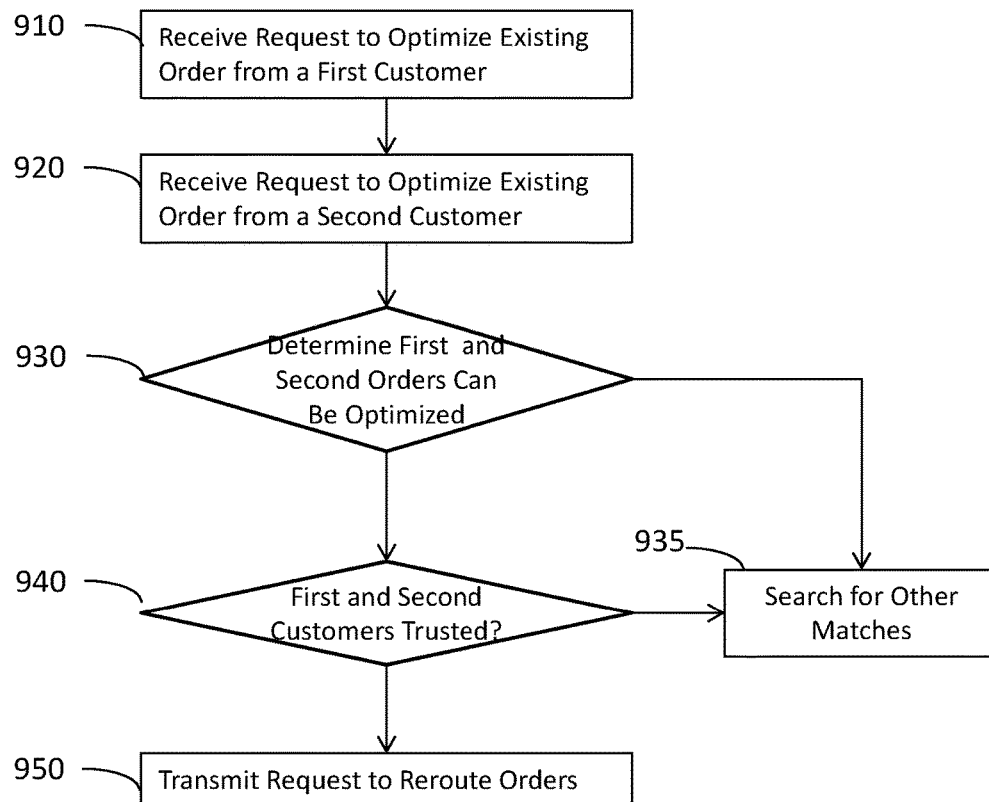 910
Receive Request to Optimize Existing
Order from a First Customer
920
Receive Request to Optimize Existing
Order from a Second Customer
930
Determine First and
Second Orders Can
Be Optimized
935
Search for Other
Matches
940
First and Second
Customers Trusted?
950
Transmit Request to Reroute Orders